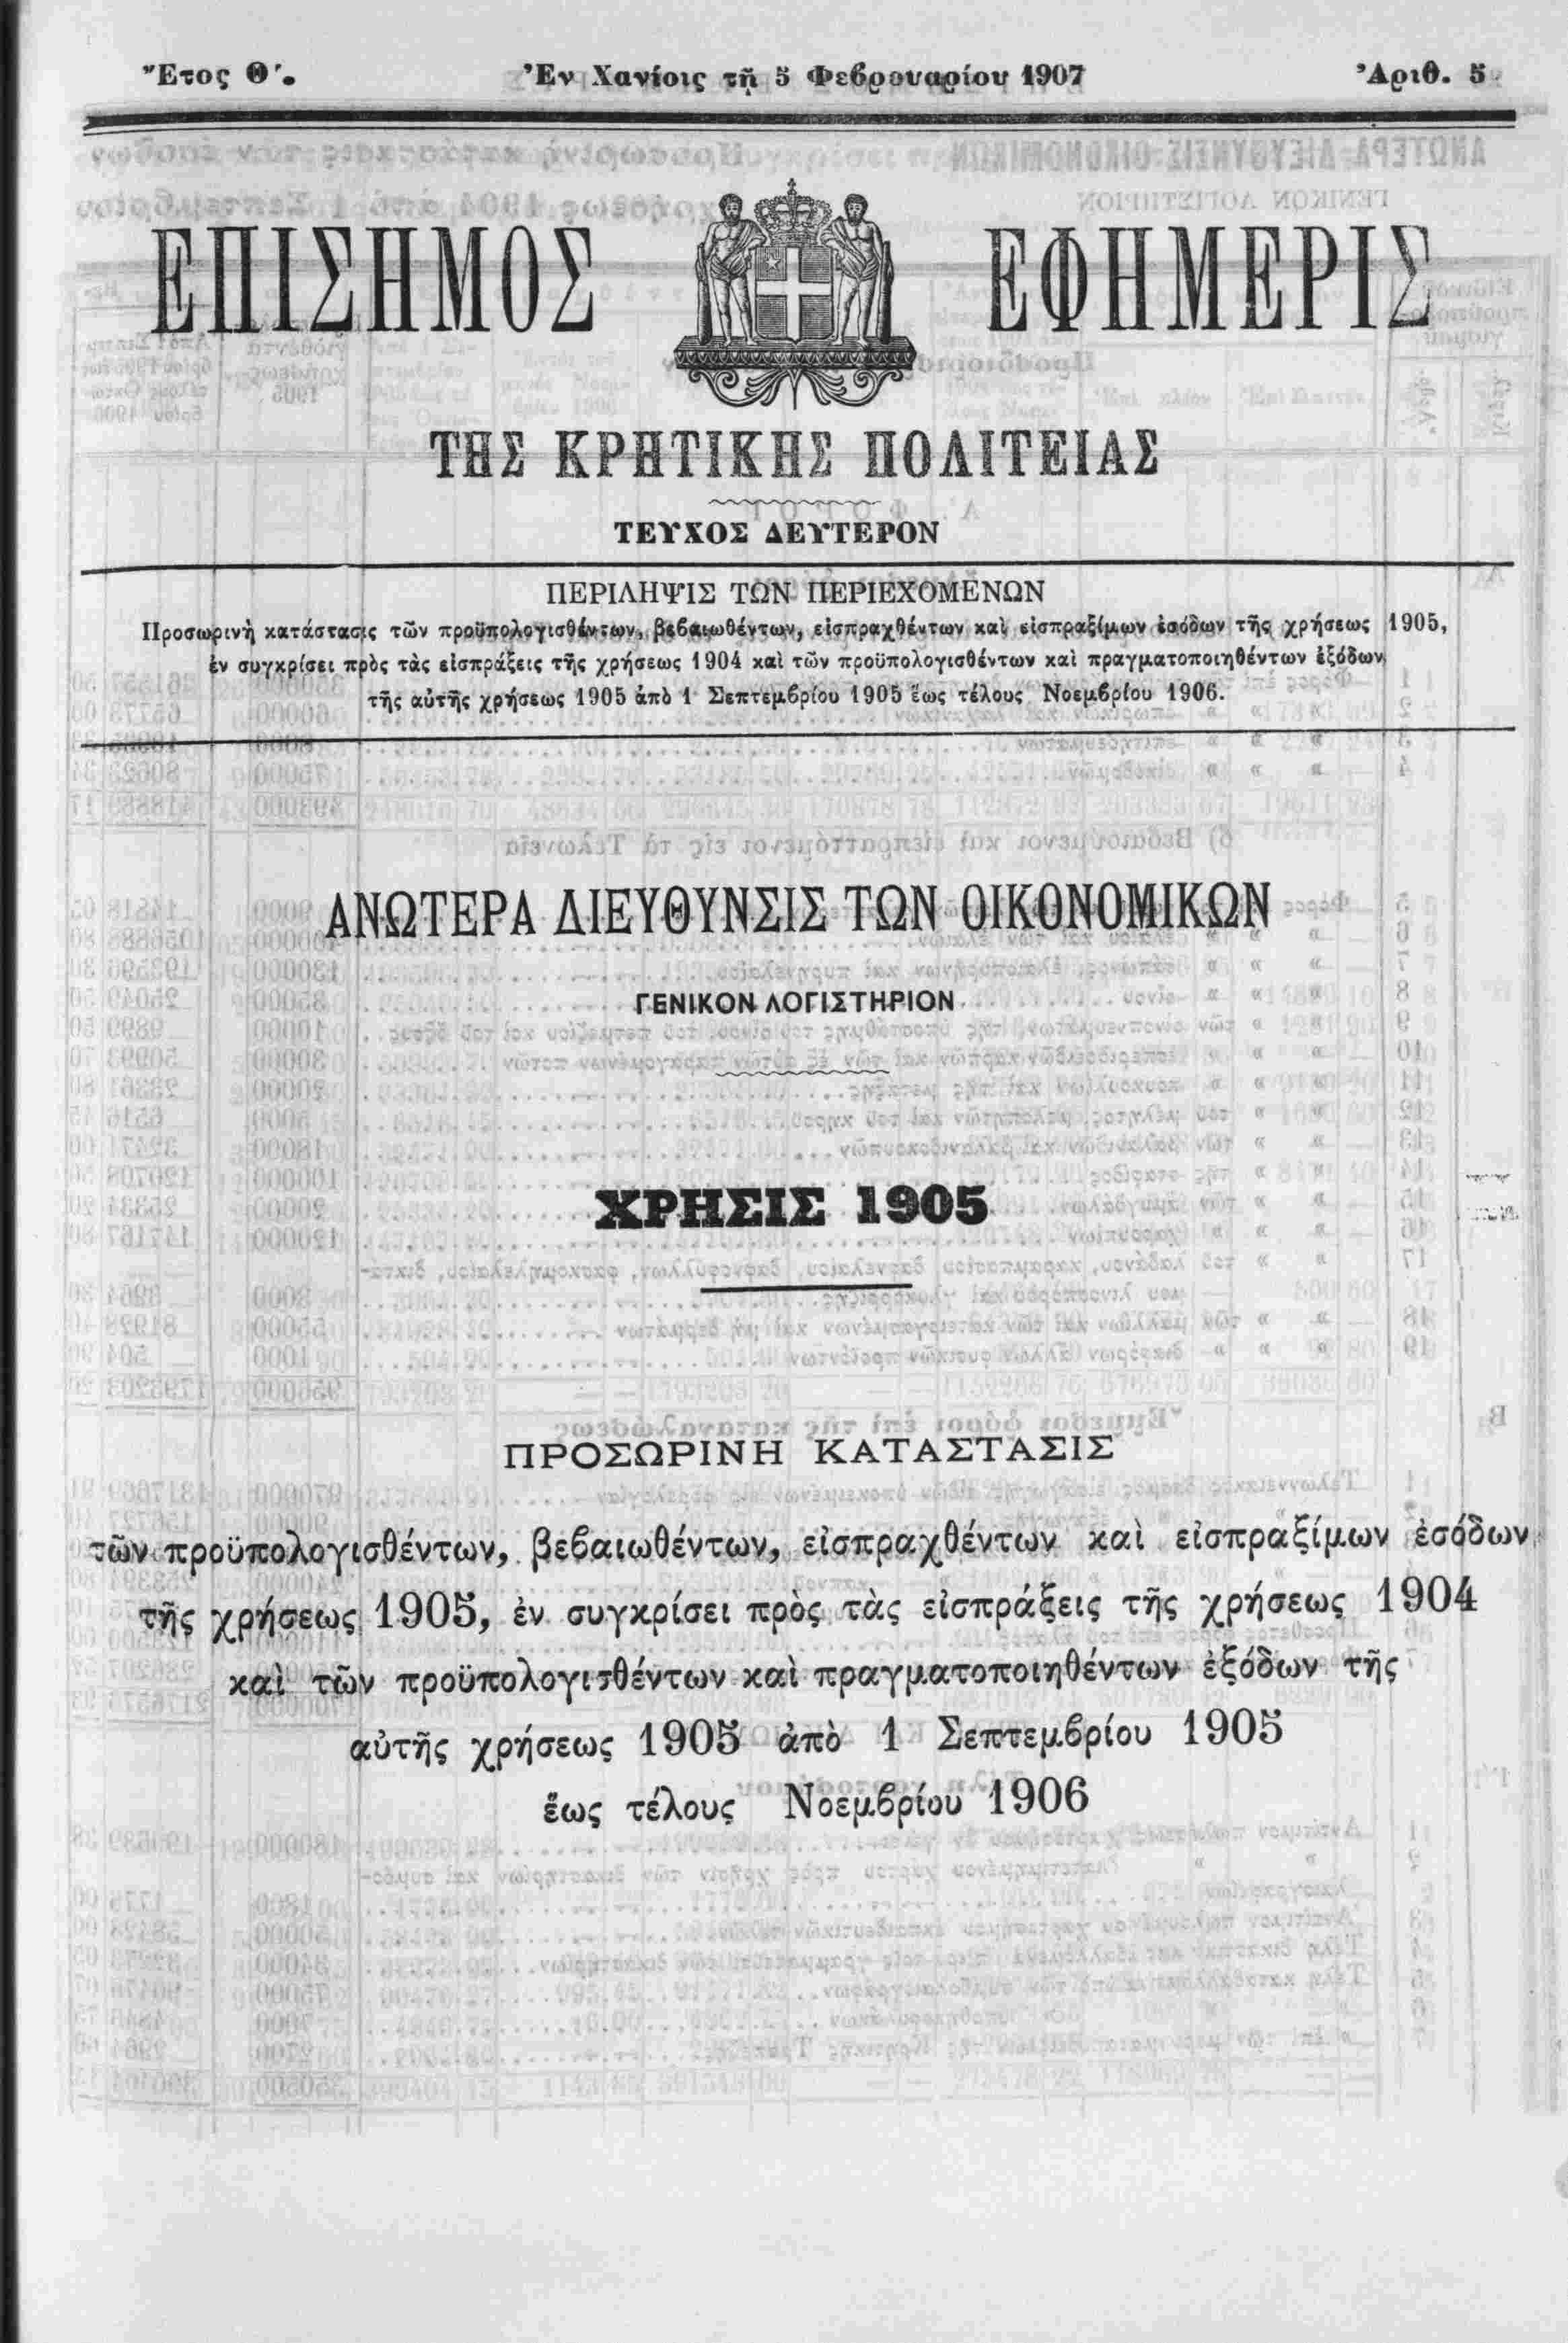 Ἔτος Θʹ. Ἐν Χανίοις τῇ 5 Φεβρουαρίου 1907 Ἀριθ. 5
ΕΠΙΣΗΜΟΣ ΕΦΗΜΕΡΙΣ
ΤΗΣ ΚΡΗΤΙΚΗΣ ΠΟΛΙΤΕΙΑΣ
ΤΕΥΧΟΣ ΔΕΥΤΕΡΟΝ
ΠΕΡΙΛΗΨΙΣ ΤΩΝ ΠΕΡΙΕΧΟΜΕΝΩΝ
Προσωρινὴ κατάστασις τῶν προϋπολογισθέντων, βεβαιωθέντων, εἰσπραχθέντων καὶ εἰσπραξίμων ἐσόδων τῆς χρήσεως 1905,
ἐν συγκρίσει πρὸς τὰς εἰσπράξεις τῆς χρήσεως 1904 καὶ τῶν προϋπολογισθέντων καὶ πραγματοποιηθέντων ἐξόδων
τῆς αὐτῆς χρήσεως 1905 ἀπὸ 1 Σεπτεμβρίου 1905 ἕως τέλους Νοεμβρίου 1906.
ΑΝΩΤΕΡΑ ΔΙΕΥΘΥΝΣΙΣ ΤΩΝ ΟΙΚΟΝΟΜΙΚΩΝ
ΓΕΝΙΚΟΝ ΛΟΓΙΣΤΗΡΙΟΝ
ΧΡΗΣΙΣ 1905
ΠΡΟΣΩΡΙΝΗ ΚΑΤΑΣΤΑΣΙΣ
τῶν προϋπολογισθέντων, βεβαιωθέντων, εἰσπραχθέντων καὶ εἰσπραξίμων ἐσόδων
τῆς χρήσεως 1905, ἐν συγκρίσει πρὸς τὰς εἰσπράξεις τῆς χρήσεως 1904
καὶ τῶν προϋπολογισθέντων καὶ πραγματοποιηθέντων ἐξόδων τῆς
αὐτῆς χρήσεως 1905 ἀπὸ 1 Σεπτεμβρίου 1905
ἕως τέλους Νοεμβρίου 1906